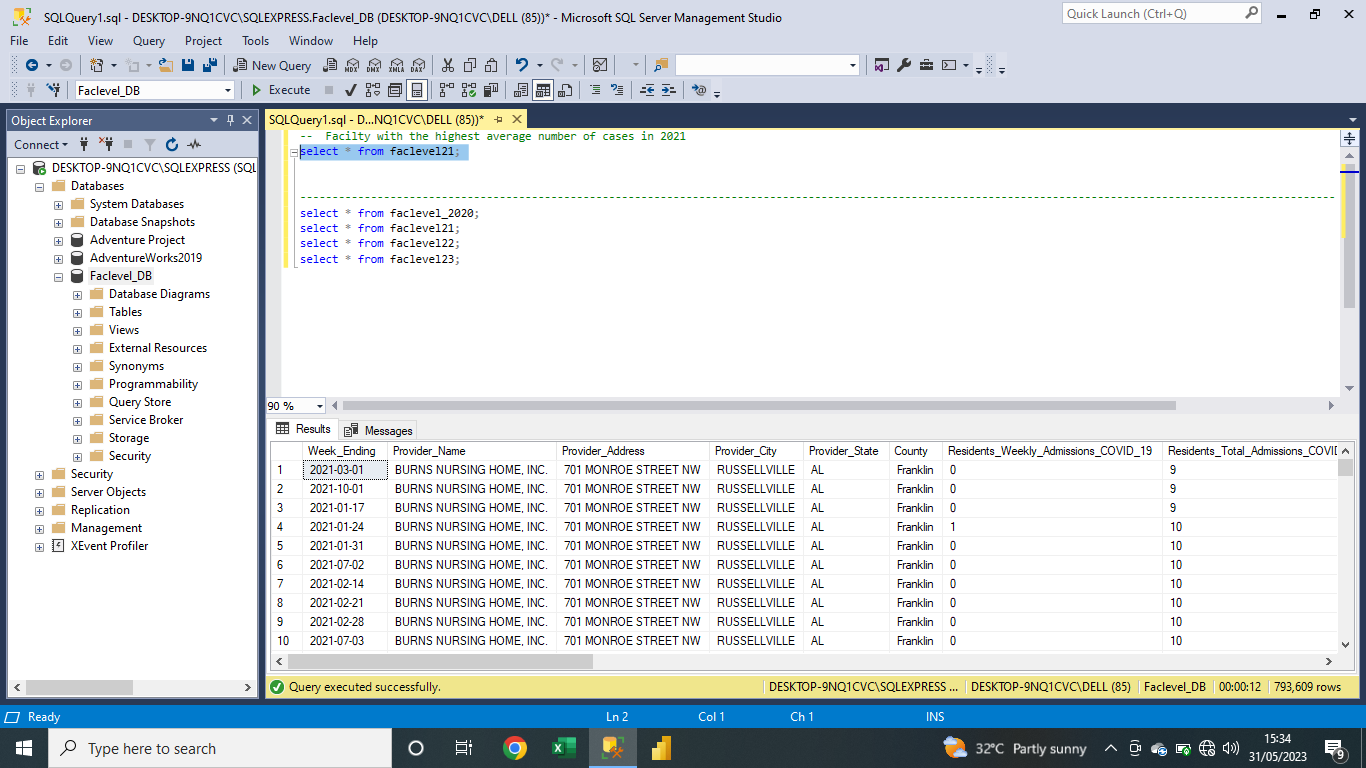 SQLQuery1.sql - DESKTOP-9NQ1CVC\SQLEXPRESS.Faclevel_DB (DESKTOP-9NQ1CVC\DELL (85))* - Microsoft SQL Server Management Studio
Quick Launch (Ctrl+Q)
File Edit View Query Project Tools Window Help
New Query MDX DMX XMLA DAX
Faclevel_DB Execute
Object Explorer
Connect
DESKTOP-9NQ1CVC\SQLEXPRESS (SQL
Databases
System Databases
Database Snapshots
Adventure Project
AdventureWorks2019
Faclevel_DB
Database Diagrams
Tables
Views
External Resources
Synonyms
Programmability
Query Store
Service Broker
Storage
Security
Security
Server Objects
Replication
Management
XEvent Profiler
SQLQuery1.sql - D...NQ1CVC\DELL (85))*
-- Facilty with the highest average number of cases in 2021
select * from faclevel21;
select * from faclevel_2020;
select * from faclevel21;
select * from faclevel22;
select * from faclevel23;
90 %
Results Messages
Week_Ending Provider_Name Provider_Address Provider_City Provider_State County Residents_Weekly_Admissions_COVID_19 Residents_Total_Admissions_COVID
1 2021-03-01 BURNS NURSING HOME, INC. 701 MONROE STREET NW RUSSELLVILLE AL Franklin 0 9
2 2021-10-01 BURNS NURSING HOME, INC. 701 MONROE STREET NW RUSSELLVILLE AL Franklin 0 9
3 2021-01-17 BURNS NURSING HOME, INC. 701 MONROE STREET NW RUSSELLVILLE AL Franklin 0 9
4 2021-01-24 BURNS NURSING HOME, INC. 701 MONROE STREET NW RUSSELLVILLE AL Franklin 1 10
5 2021-01-31 BURNS NURSING HOME, INC. 701 MONROE STREET NW RUSSELLVILLE AL Franklin 0 10
6 2021-07-02 BURNS NURSING HOME, INC. 701 MONROE STREET NW RUSSELLVILLE AL Franklin 0 10
7 2021-02-14 BURNS NURSING HOME, INC. 701 MONROE STREET NW RUSSELLVILLE AL Franklin 0 10
8 2021-02-21 BURNS NURSING HOME, INC. 701 MONROE STREET NW RUSSELLVILLE AL Franklin 0 10
9 2021-02-28 BURNS NURSING HOME, INC. 701 MONROE STREET NW RUSSELLVILLE AL Franklin 0 10
10 2021-07-03 BURNS NURSING HOME, INC. 701 MONROE STREET NW RUSSELLVILLE AL Franklin 0 10
Query executed successfully. DESKTOP-9NQ1CVC\SQLEXPRESS ... DESKTOP-9NQ1CVC\DELL (85) Faclevel_DB 00:00:12 793,609 rows
Ready Ln 2 Col 1 Ch 1 INS
Type here to search 32°C Partly sunny 15:34
31/05/2023 9